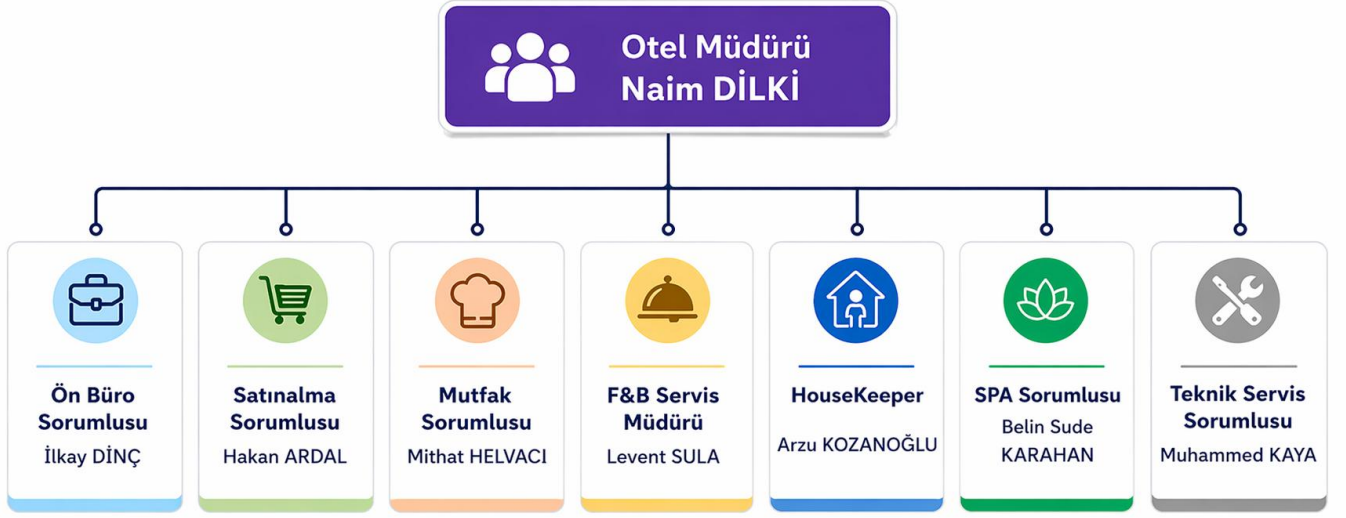 Otel Müdürü
Naim DİLKİ
Ön Büro
Sorumlusu
İlkay DİNÇ
Satınalma
Sorumlusu
Hakan ARDAL
Mutfak
Sorumlusu
Mithat HELVACI
F&B Servis
Müdürü
Levent SULA
HouseKeeper
Arzu KOZANOĞLU
SPA Sorumlusu
Belin Sude
KARAHAN
Teknik Servis
Sorumlusu
Muhammed KAYA